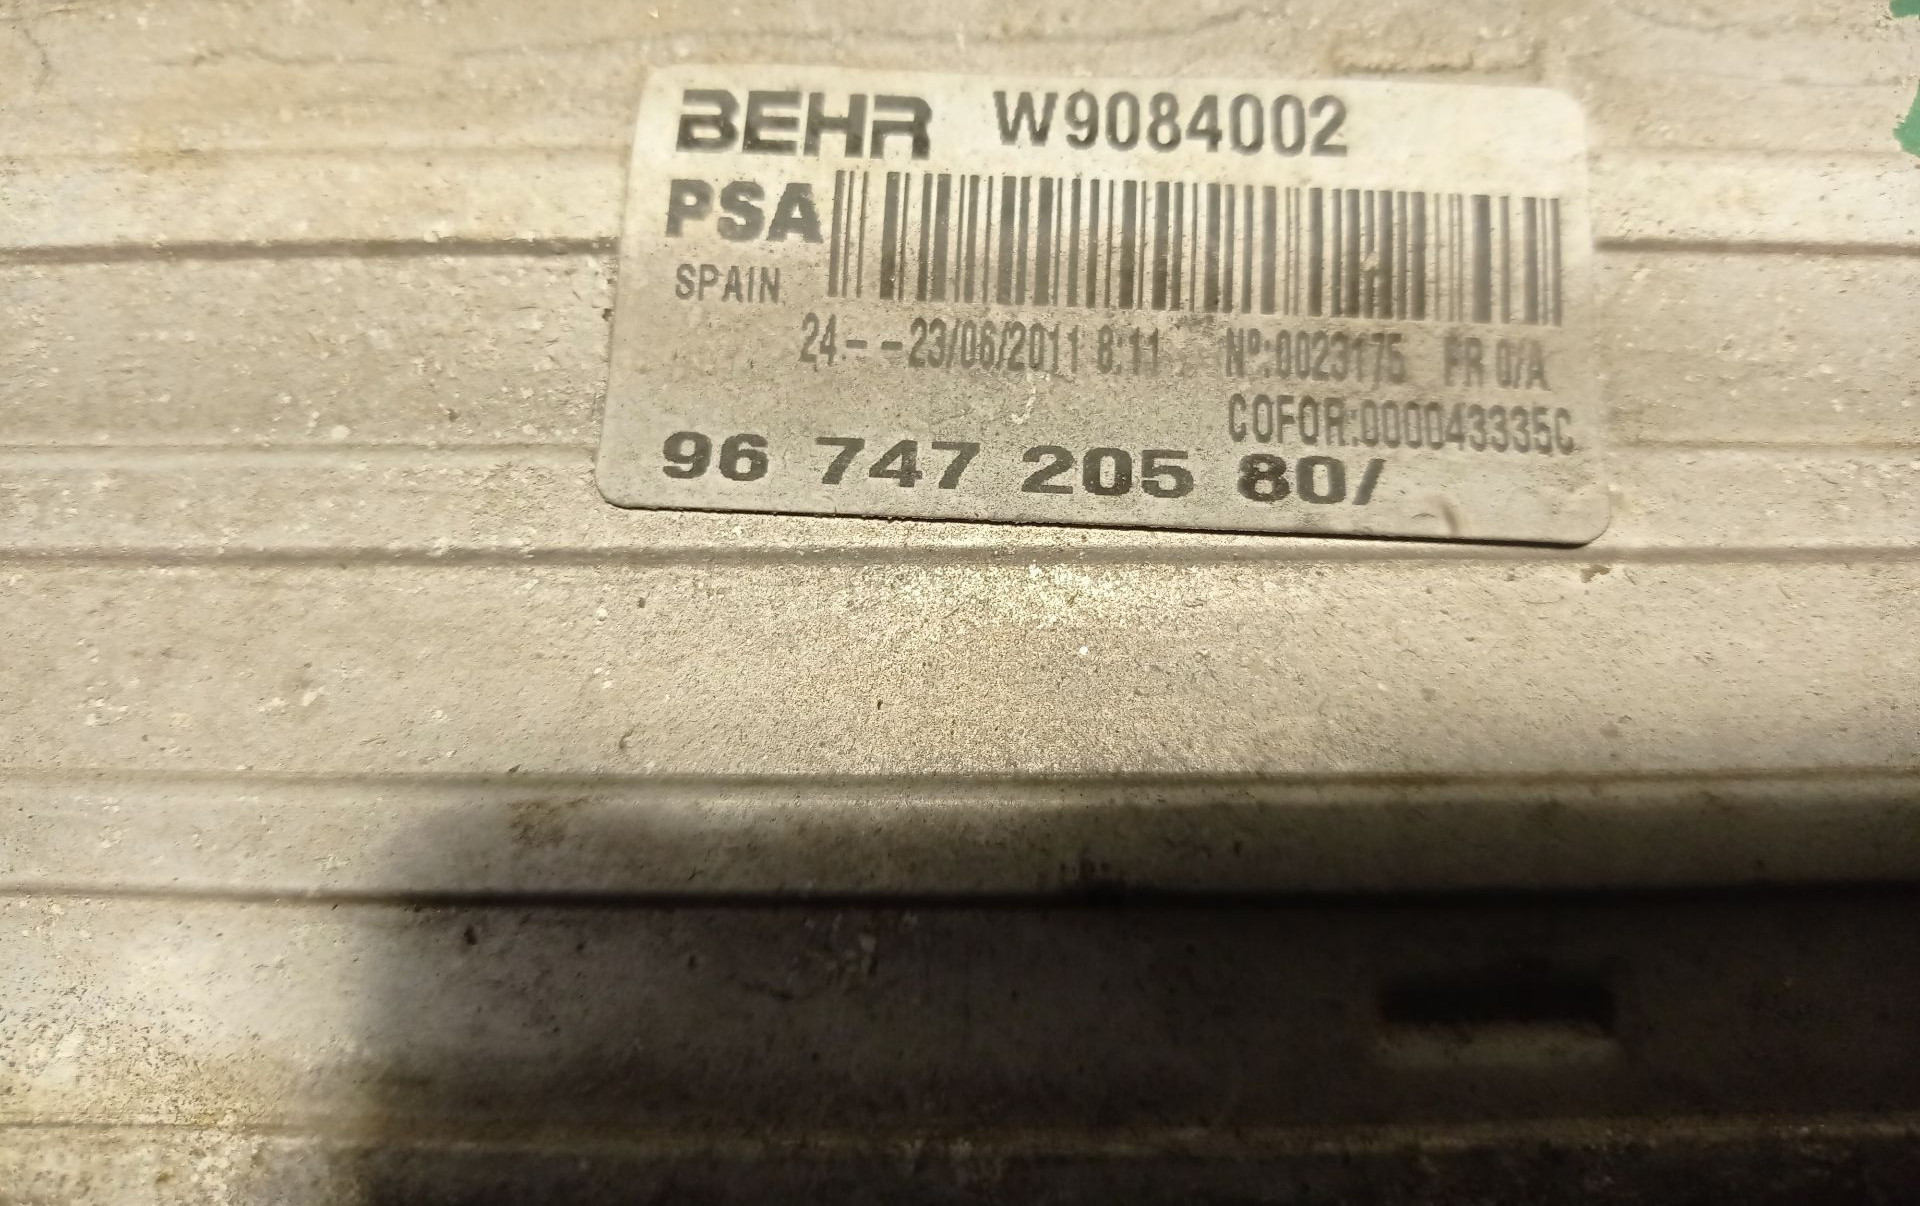 BEHR W9084002
PSA
SPAIN
24-- -23/06/2011 8:11 Nº:0023175 PR 0/A
COFOR:000043335C
96 747 205 80/